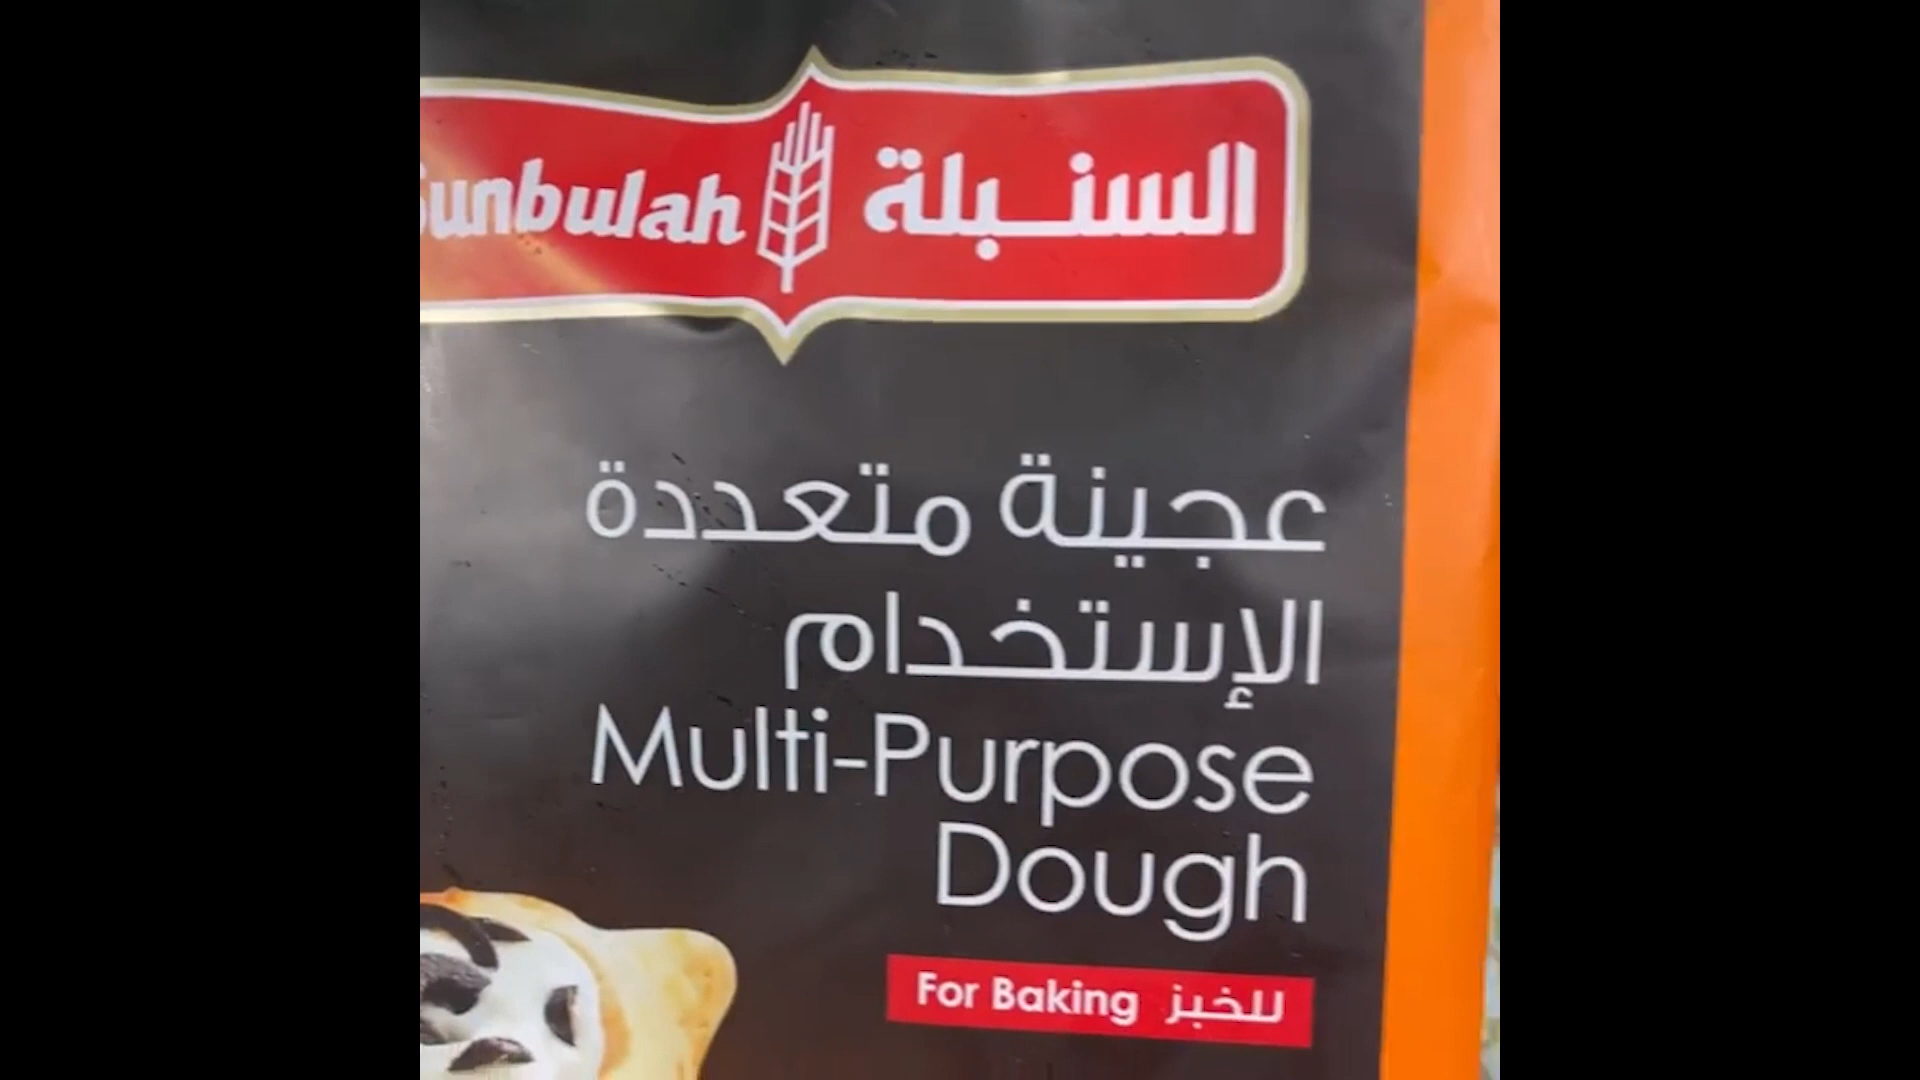 Sunbulah السنبلة
عجينة متعددة
الإستخدام
Multi-Purpose
Dough
For Baking للخبز